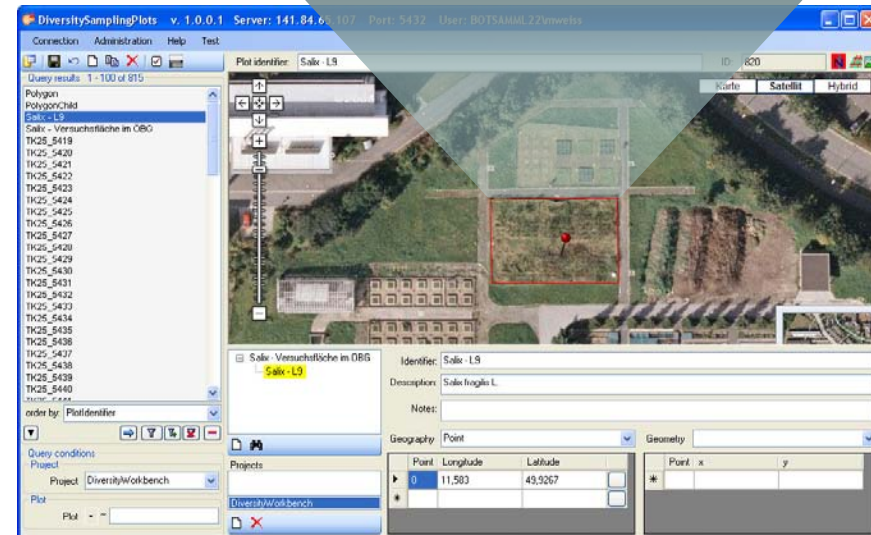 DiversitySamplingPlots v. 1.0.0.1 Server: 141.84.65.107 Port: 5432 User: BOTSAMML22\mweiss
Connection Administration Help Test
Query results 1 - 100 of 815
Plot identifier: Salix - L9
ID: 820
Polygon
PolygonChild
Salix - L9
Salix - Versuchsfläche im ÖBG
TK25_5419
TK25_5420
TK25_5421
TK25_5422
TK25_5423
TK25_5424
TK25_5425
TK25_5426
TK25_5427
TK25_5428
TK25_5429
TK25_5430
TK25_5431
TK25_5432
TK25_5433
TK25_5434
TK25_5435
TK25_5436
TK25_5437
TK25_5438
TK25_5439
TK25_5440
order by: PlotIdentifier
Query conditions
Project
Project DiversityWorkbench
Plot
Plot - =
Karte Satellit Hybrid
Salix - Versuchsfläche im ÖBG
Salix - L9
Projects
DiversityWorkbench
Identifier: Salix - L9
Description: Salix fragilis L.
Notes:
Geography Point
Point Longitude Latitude
0 11,583 49,9267
Geometry
Point x y